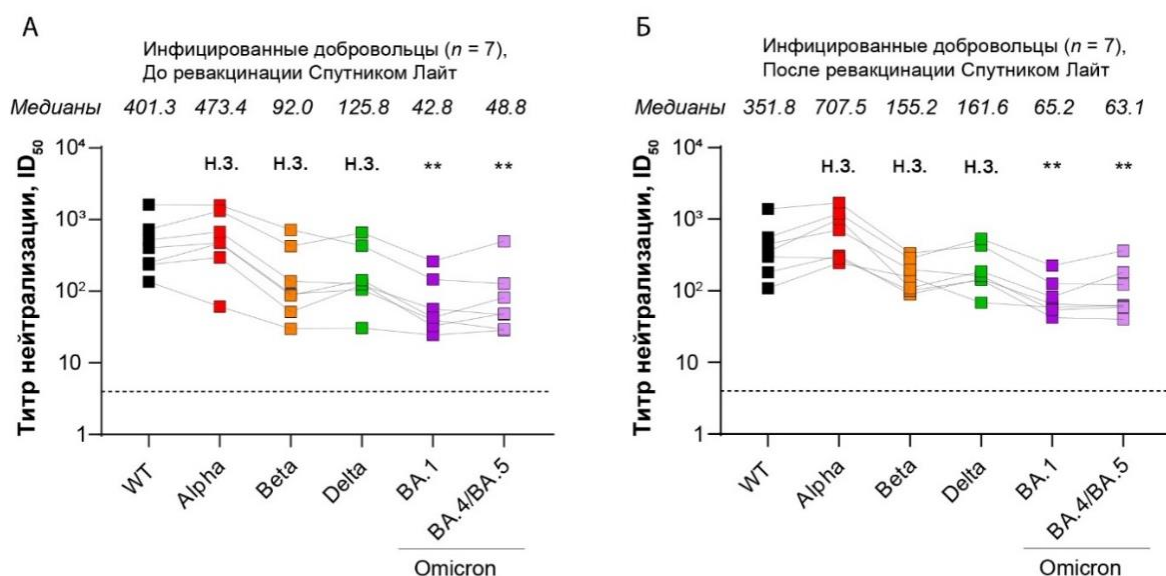 А
Инфицированные добровольцы (n = 7),
До ревакцинации Спутником Лайт
Медианы 401.3 473.4 92.0 125.8 42.8 48.8
Титр нейтрализации, ID50
10⁴
10³
10²
10
1
н.з. н.з. н.з. ** **
WT Alpha Beta Delta BA.1 BA.4/BA.5
Omicron
Б
Инфицированные добровольцы (n = 7),
После ревакцинации Спутником Лайт
Медианы 351.8 707.5 155.2 161.6 65.2 63.1
Титр нейтрализации, ID50
10⁴
10³
10²
10
1
н.з. н.з. н.з. ** **
WT Alpha Beta Delta BA.1 BA.4/BA.5
Omicron